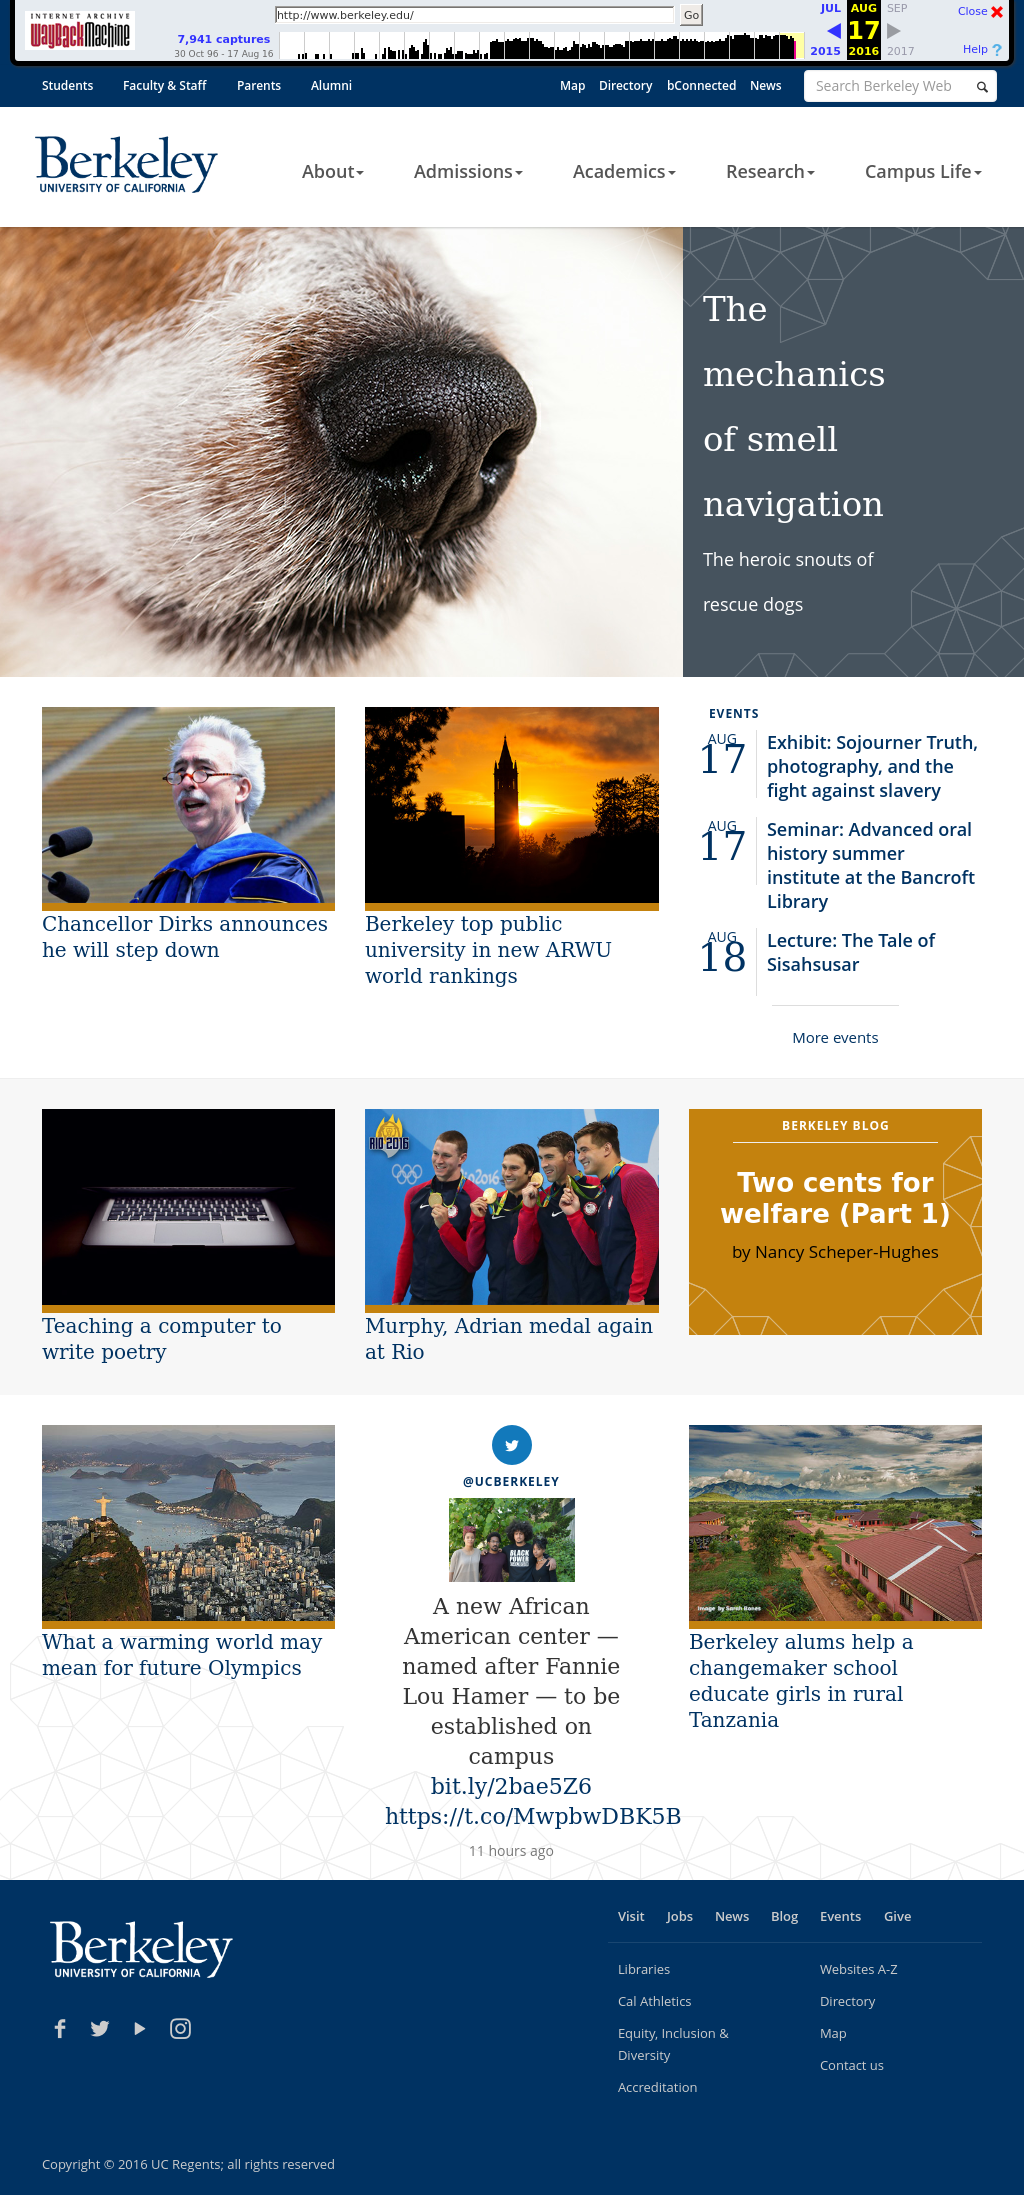 INTERNET ARCHIVE
WayBackMachine
http://www.berkeley.edu/
Go
7,941 captures
30 Oct 96 - 17 Aug 16
JUL AUG SEP
17
2015 2016 2017
Close
Help ?
Students Faculty & Staff Parents Alumni
Map Directory bConnected News
Search Berkeley Web
Berkeley
UNIVERSITY OF CALIFORNIA
About Admissions Academics Research Campus Life
The
mechanics
of smell
navigation
The heroic snouts of
rescue dogs
Chancellor Dirks announces
he will step down
Berkeley top public
university in new ARWU
world rankings
EVENTS
AUG
17
Exhibit: Sojourner Truth,
photography, and the
fight against slavery
AUG
17
Seminar: Advanced oral
history summer
institute at the Bancroft
Library
AUG
18
Lecture: The Tale of
Sisahsusar
More events
Teaching a computer to
write poetry
RIO 2016
Murphy, Adrian medal again
at Rio
BERKELEY BLOG
Two cents for
welfare (Part 1)
by Nancy Scheper-Hughes
What a warming world may
mean for future Olympics
@UCBERKELEY
BLACK
POWER
A new African
American center —
named after Fannie
Lou Hamer — to be
established on
campus
bit.ly/2bae5Z6
https://t.co/MwpbwDBK5B
11 hours ago
Image by Sarah Bones
Berkeley alums help a
changemaker school
educate girls in rural
Tanzania
Berkeley
UNIVERSITY OF CALIFORNIA
Visit Jobs News Blog Events Give
Libraries
Cal Athletics
Equity, Inclusion &
Diversity
Accreditation
Websites A-Z
Directory
Map
Contact us
Copyright © 2016 UC Regents; all rights reserved